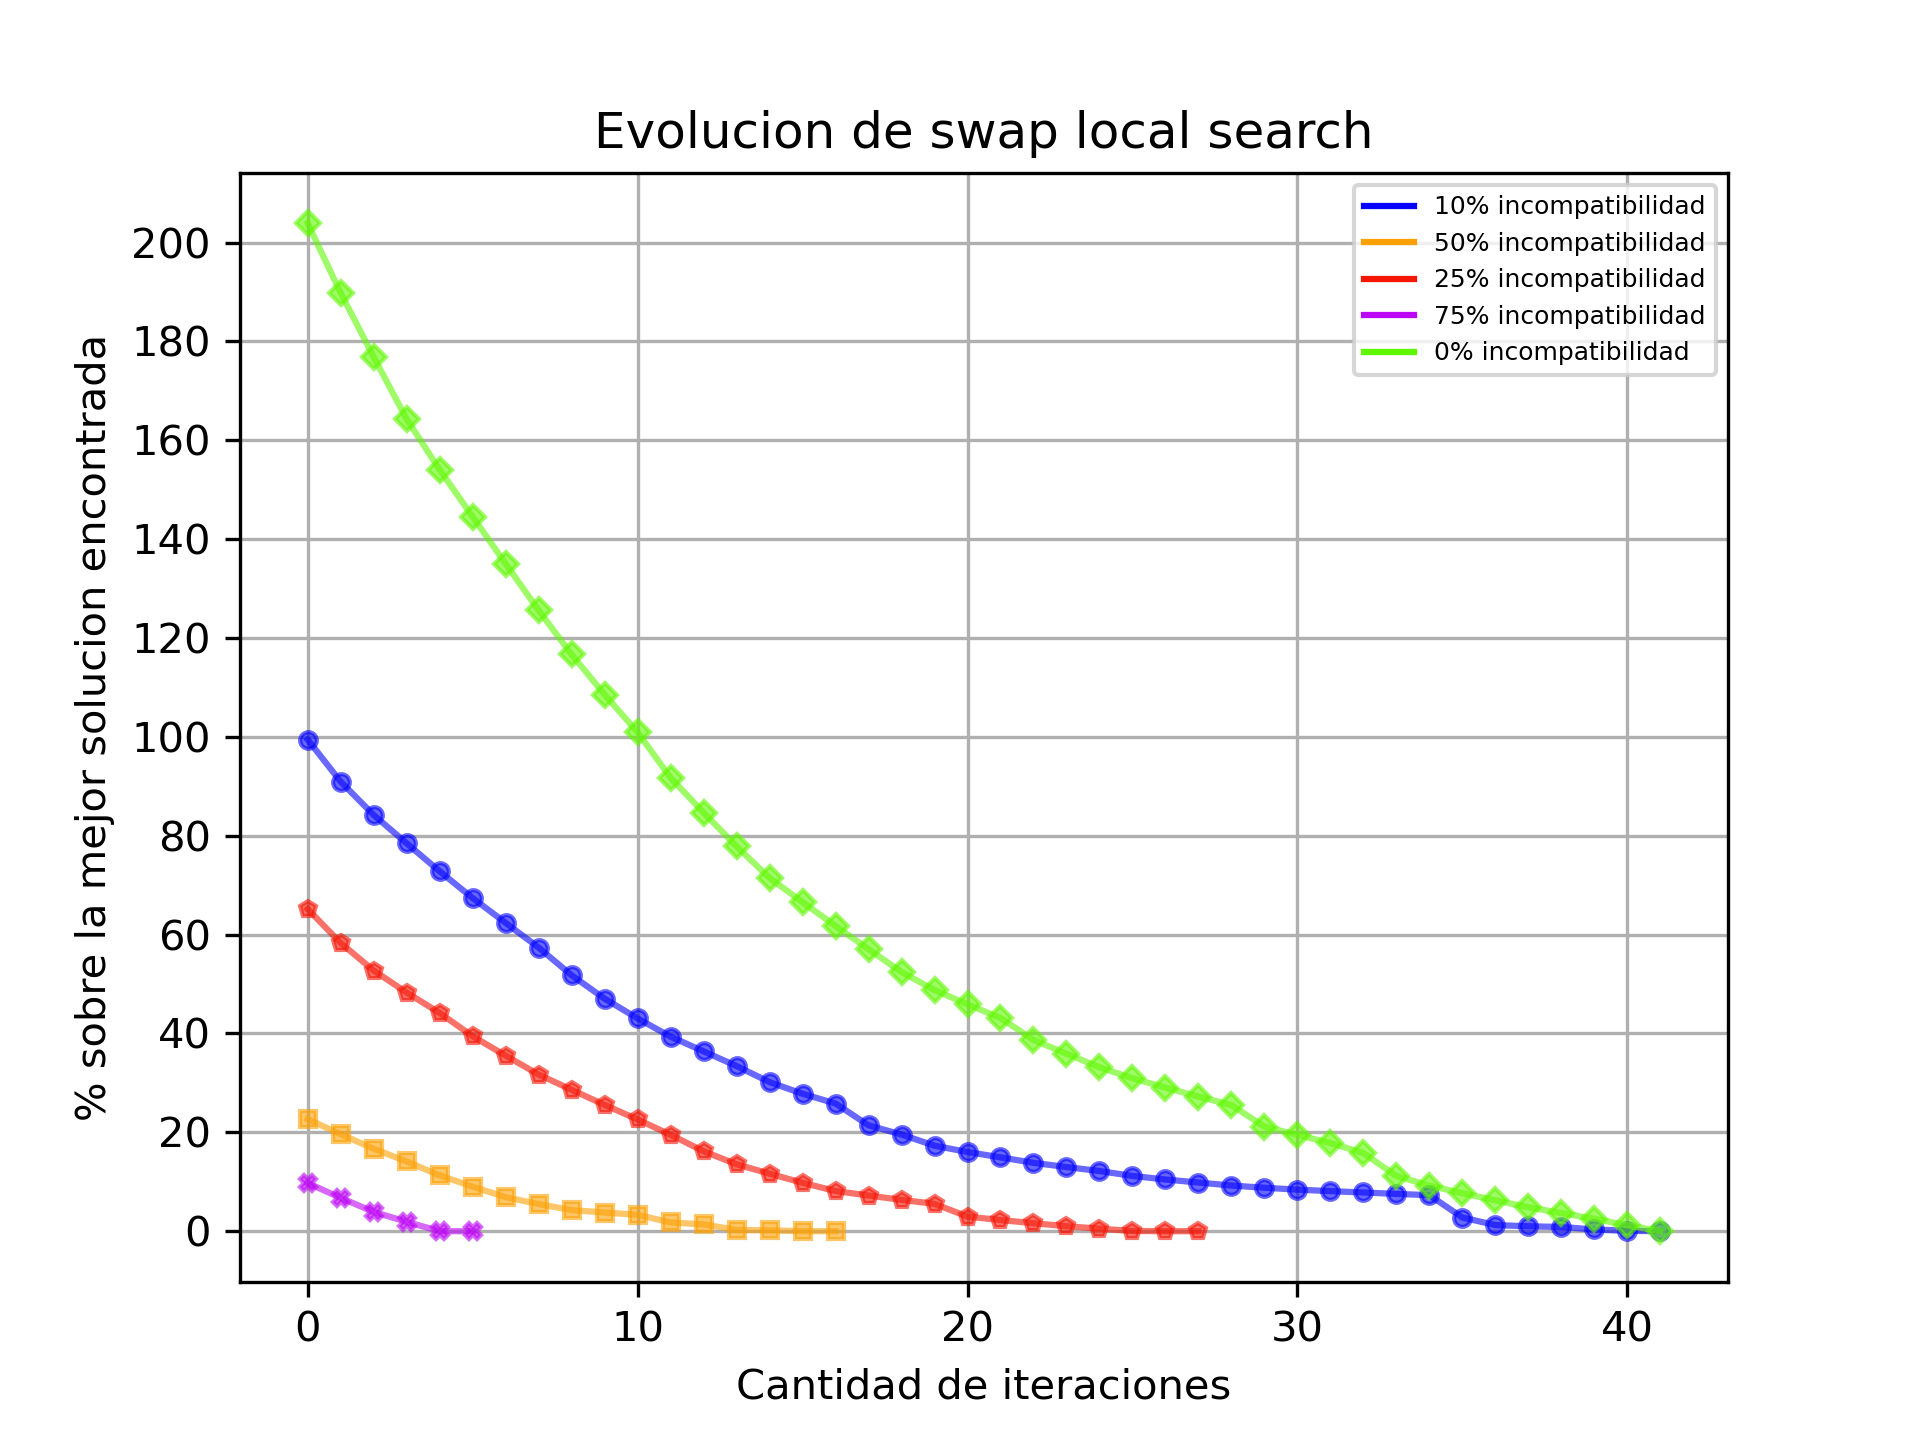 Evolucion de swap local search
10% incompatibilidad
50% incompatibilidad
25% incompatibilidad
75% incompatibilidad
0% incompatibilidad
% sobre la mejor solucion encontrada
200
180
160
140
120
100
80
60
40
20
0
0 10 20 30 40
Cantidad de iteraciones